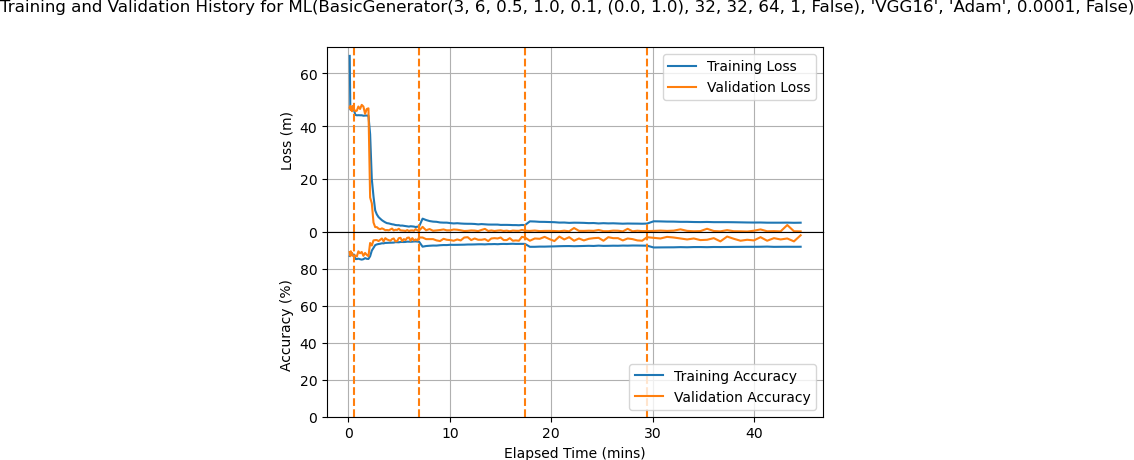 Training and Validation History for ML(BasicGenerator(3, 6, 0.5, 1.0, 0.1, (0.0, 1.0), 32, 32, 64, 1, False), 'VGG16', 'Adam', 0.0001, False)
Training Loss
Validation Loss
Loss (m)
60
40
20
0
Training Accuracy
Validation Accuracy
Accuracy (%)
80
60
40
20
0
0 10 20 30 40
Elapsed Time (mins)